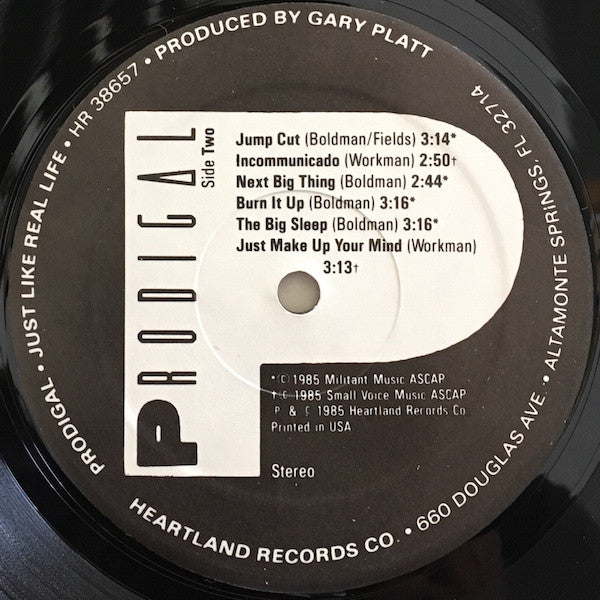 PRODIGAL • JUST LIKE REAL LIFE • HR 38657 • PRODUCED BY GARY PLATT
PRODIGAL
Side Two
Jump Cut (Boldman/Fields) 3:14*
Incommunicado (Workman) 2:50†
Next Big Thing (Boldman) 2:44*
Burn It Up (Boldman) 3:16*
The Big Sleep (Boldman) 3:16*
Just Make Up Your Mind (Workman)
3:13†
*© 1985 Militant Music ASCAP
†© 1985 Small Voice Music ASCAP
℗ & © 1985 Heartland Records Co
Printed in USA
Stereo
HEARTLAND RECORDS CO. • 660 DOUGLAS AVE. • ALTAMONTE SPRINGS, FL 32714